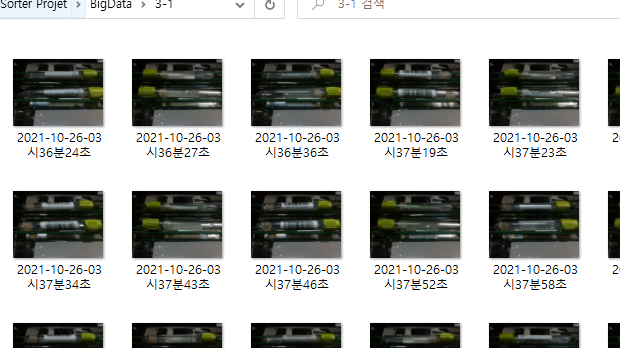 Sorter Projet > BigData > 3-1
3-1 검색
2021-10-26-03 2021-10-26-03 2021-10-26-03 2021-10-26-03 2021-10-26-03
시36분24초 시36분27초 시36분36초 시37분19초 시37분23초
2021-10-26-03 2021-10-26-03 2021-10-26-03 2021-10-26-03 2021-10-26-03
시37분34초 시37분43초 시37분46초 시37분52초 시37분58초